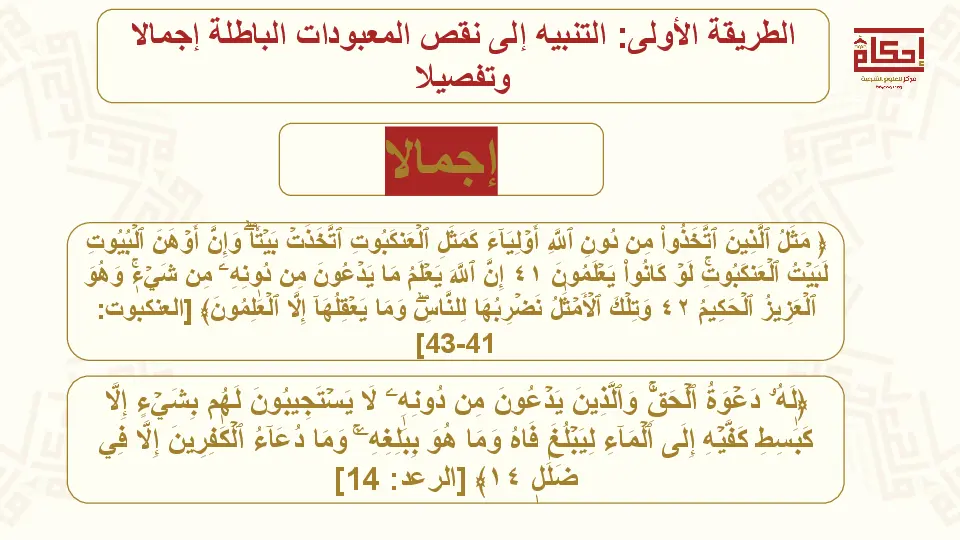 الطريقة الأولى: التنبيه إلى نقص المعبودات الباطلة إجمالا
وتفصيلا
إحكام
مركز للعلوم الشرعية
إجمالا
﴿ مَثَلُ ٱلَّذِينَ ٱتَّخَذُواْ مِن دُونِ ٱللَّهِ أَوۡلِيَآءَ كَمَثَلِ ٱلۡعَنكَبُوتِ ٱتَّخَذَتۡ بَيۡتٗاۖ وَإِنَّ أَوۡهَنَ ٱلۡبُيُوتِ
لَبَيۡتُ ٱلۡعَنكَبُوتِۚ لَوۡ كَانُواْ يَعۡلَمُونَ ٤١ إِنَّ ٱللَّهَ يَعۡلَمُ مَا يَدۡعُونَ مِن دُونِهِۦ مِن شَيۡءٖۚ وَهُوَ
ٱلۡعَزِيزُ ٱلۡحَكِيمُ ٤٢ وَتِلۡكَ ٱلۡأَمۡثَٰلُ نَضۡرِبُهَا لِلنَّاسِۖ وَمَا يَعۡقِلُهَآ إِلَّا ٱلۡعَٰلِمُونَ﴾ [العنكبوت:
41-43]
﴿لَهُۥ دَعۡوَةُ ٱلۡحَقِّۚ وَٱلَّذِينَ يَدۡعُونَ مِن دُونِهِۦ لَا يَسۡتَجِيبُونَ لَهُم بِشَيۡءٍ إِلَّا
كَبَٰسِطِ كَفَّيۡهِ إِلَى ٱلۡمَآءِ لِيَبۡلُغَ فَاهُ وَمَا هُوَ بِبَٰلِغِهِۦۚ وَمَا دُعَآءُ ٱلۡكَٰفِرِينَ إِلَّا فِي
ضَلَٰلٖ ١٤﴾ [الرعد: 14]